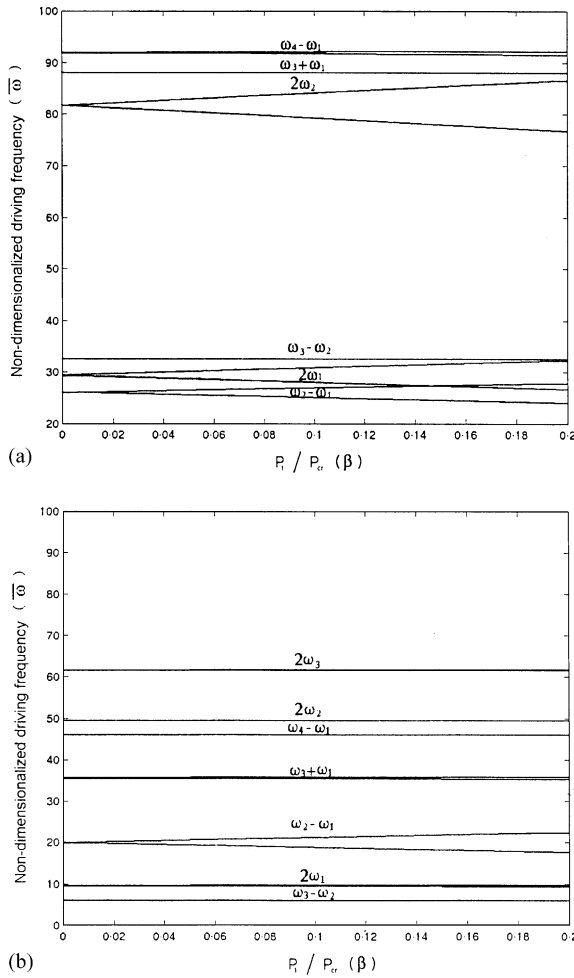 100
90
80
70
60
50
40
30
20
Non-dimensionalized driving frequency ( ω̅ )
ω₄ − ω₁
ω₃ + ω₁
2ω₂
ω₃ − ω₂
2ω₁
ω₂ − ω₁
0 0·02 0·04 0·06 0·08 0·1 0·12 0·14 0·16 0·18 0·2
(a)
P₁ / P_cr (β)
100
90
80
70
60
50
40
30
20
10
0
Non-dimensionalized driving frequency ( ω̅ )
2ω₃
2ω₂
ω₄ − ω₁
ω₃ + ω₁
ω₂ − ω₁
2ω₁
ω₃ − ω₂
0 0·02 0·04 0·06 0·08 0·1 0·12 0·14 0·16 0·18 0·2
(b)
P₁ / P_cr (β)